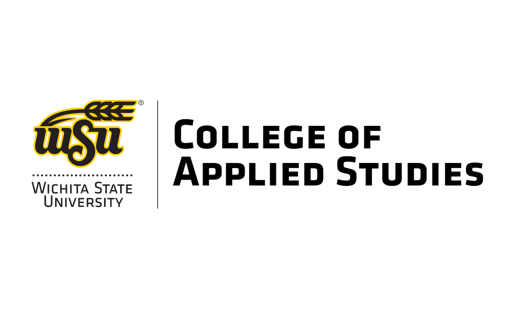 WSU®
WICHITA STATE
UNIVERSITY
COLLEGE OF
APPLIED STUDIES